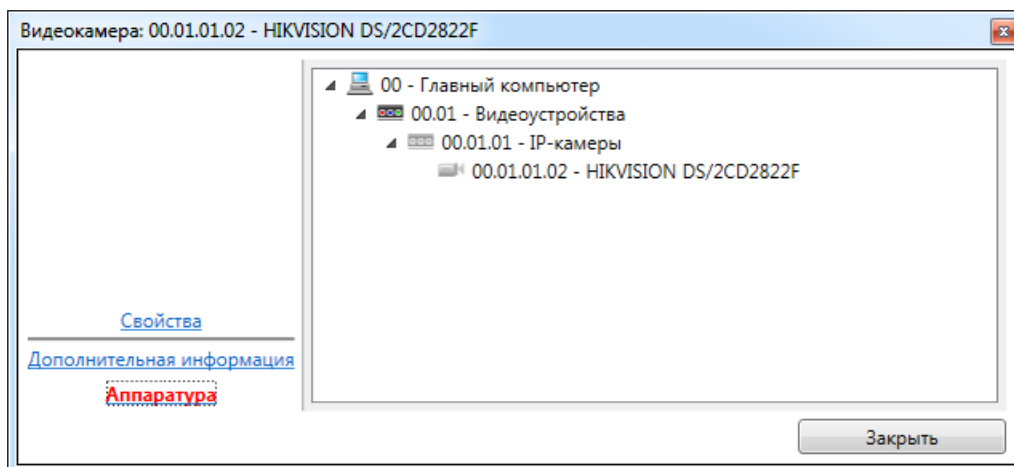 Видеокамера: 00.01.01.02 - HIKVISION DS/2CD2822F
00 - Главный компьютер
00.01 - Видеоустройства
00.01.01 - IP-камеры
00.01.01.02 - HIKVISION DS/2CD2822F
Свойства
Дополнительная информация
Аппаратура
Закрыть